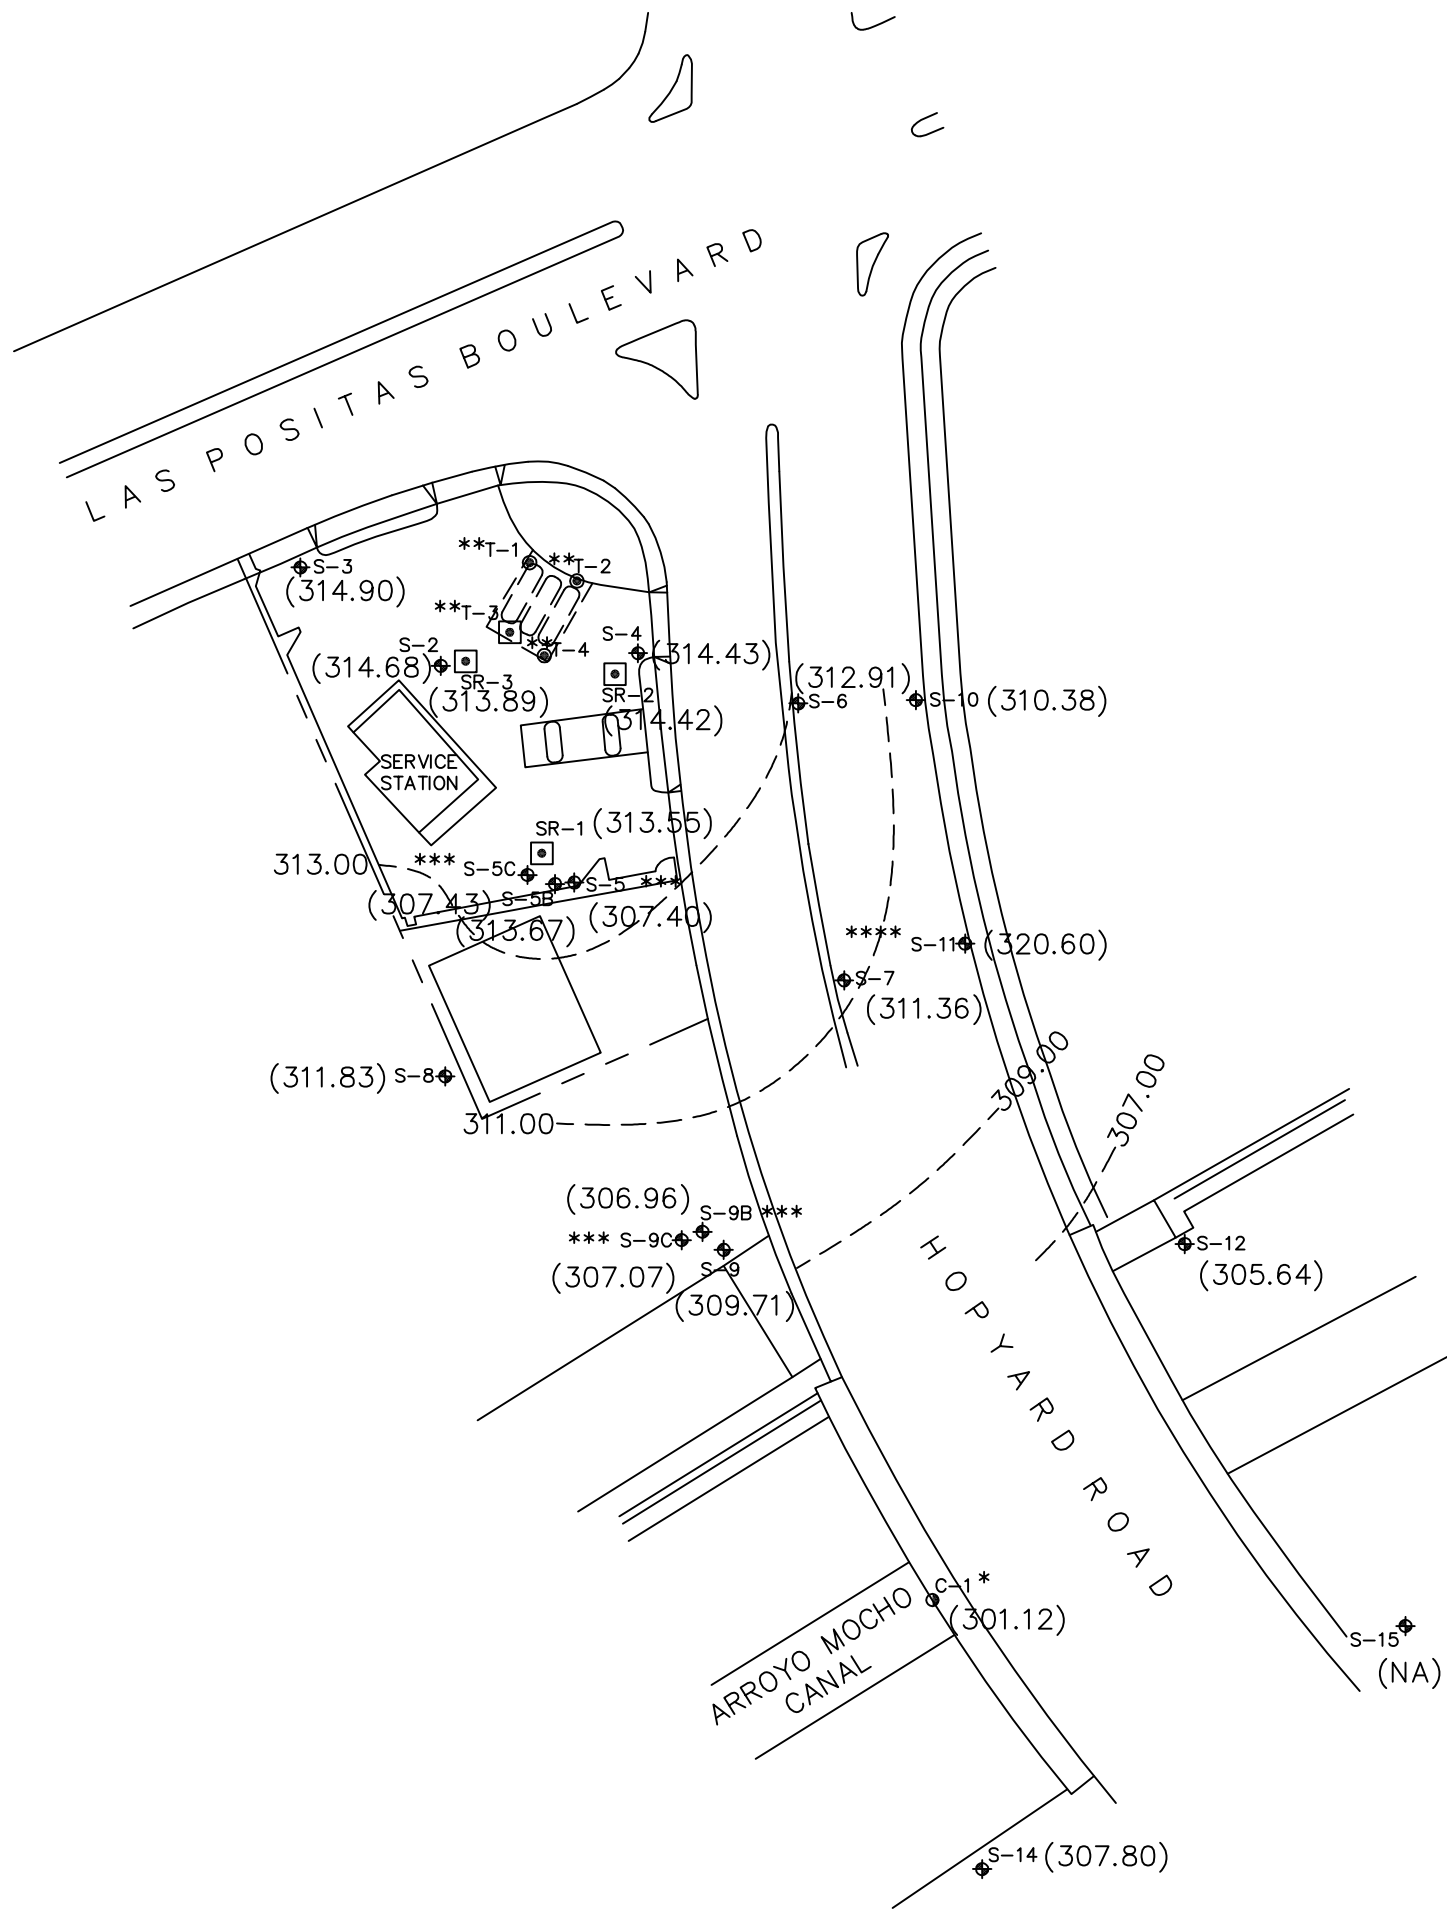 LAS POSITAS BOULEVARD
**T-1
**T-2
S-3
(314.90)
**T-3
**T-4
S-4
(314.43)
S-2
(314.68)
SR-3
(313.89)
SR-2
(314.42)
(312.91)
S-6
S-10 (310.38)
SERVICE
STATION
SR-1 (313.55)
313.00
*** S-5C
S-5B
S-5 ***
(307.43)
(313.67)
(307.40)
**** S-11 (320.60)
S-7
(311.36)
(311.83) S-8
311.00
309.00
307.00
(306.96)
S-9B ***
*** S-9C
S-9
(307.07)
(309.71)
S-12
(305.64)
HOPYARD ROAD
C-1 *
(301.12)
ARROYO MOCHO
CANAL
S-15
(NA)
S-14 (307.80)